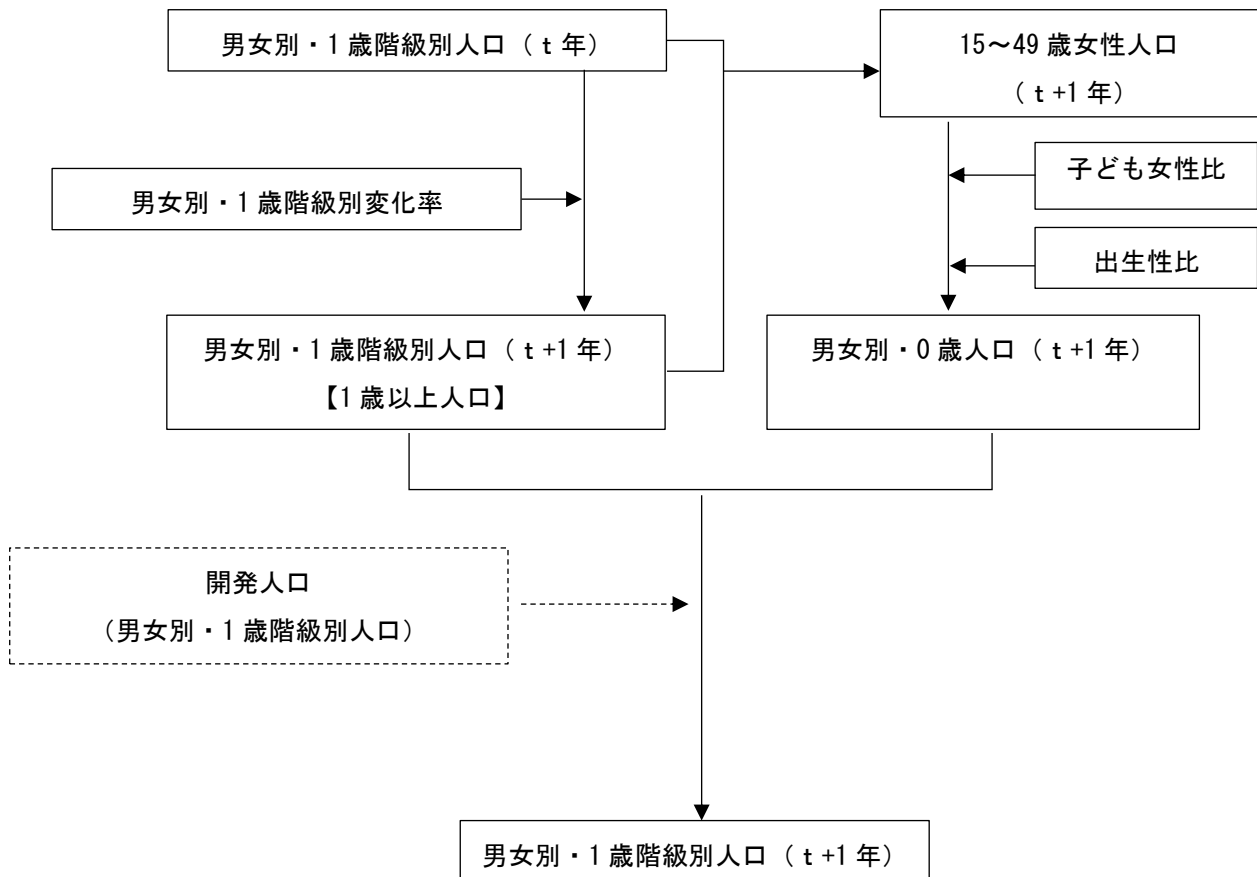 男女別・1歳階級別人口（ｔ年）
15～49歳女性人口
（ｔ+1年）
子ども女性比
男女別・1歳階級別変化率
出生性比
男女別・1歳階級別人口（ｔ+1年）
【1歳以上人口】
男女別・0歳人口（ｔ+1年）
開発人口
（男女別・1歳階級別人口）
男女別・1歳階級別人口（ｔ+1年）